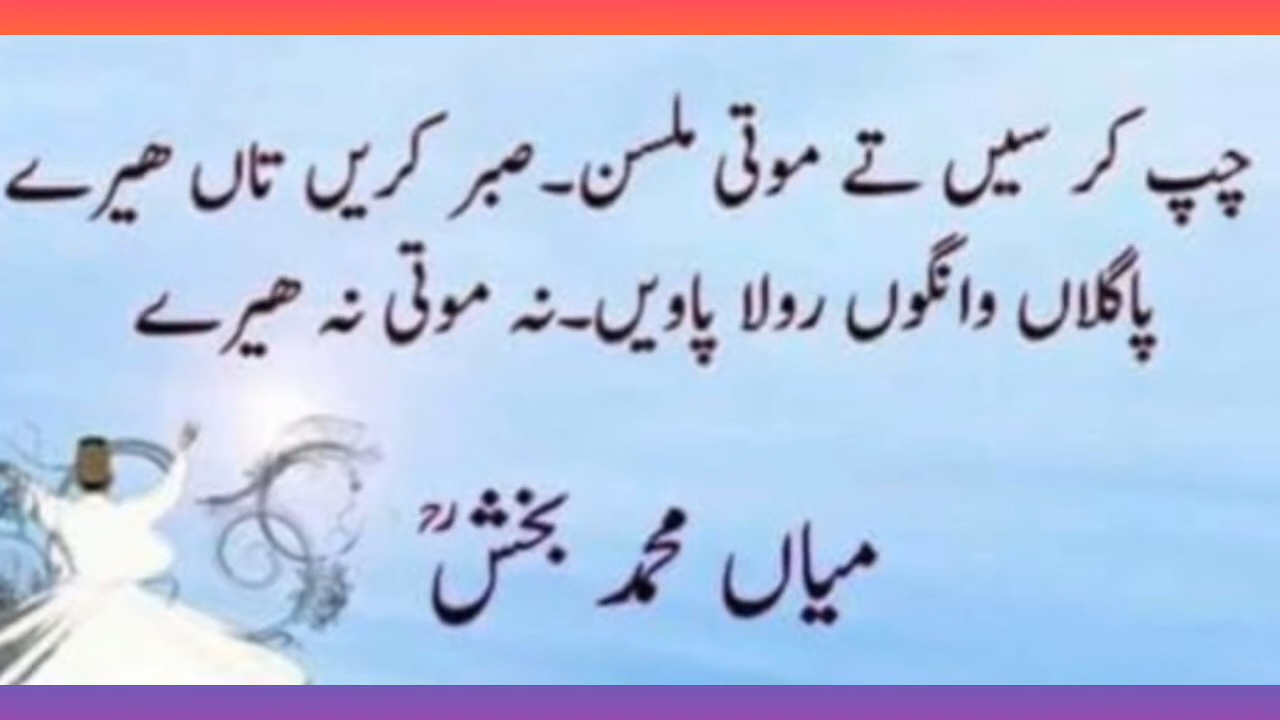 چپ کر سیں تے موتی ملسن۔صبر کریں تاں ھیرے
پاگلاں وانگوں رولا پاویں۔نہ موتی نہ ھیرے
میاں محمد بخشؒ